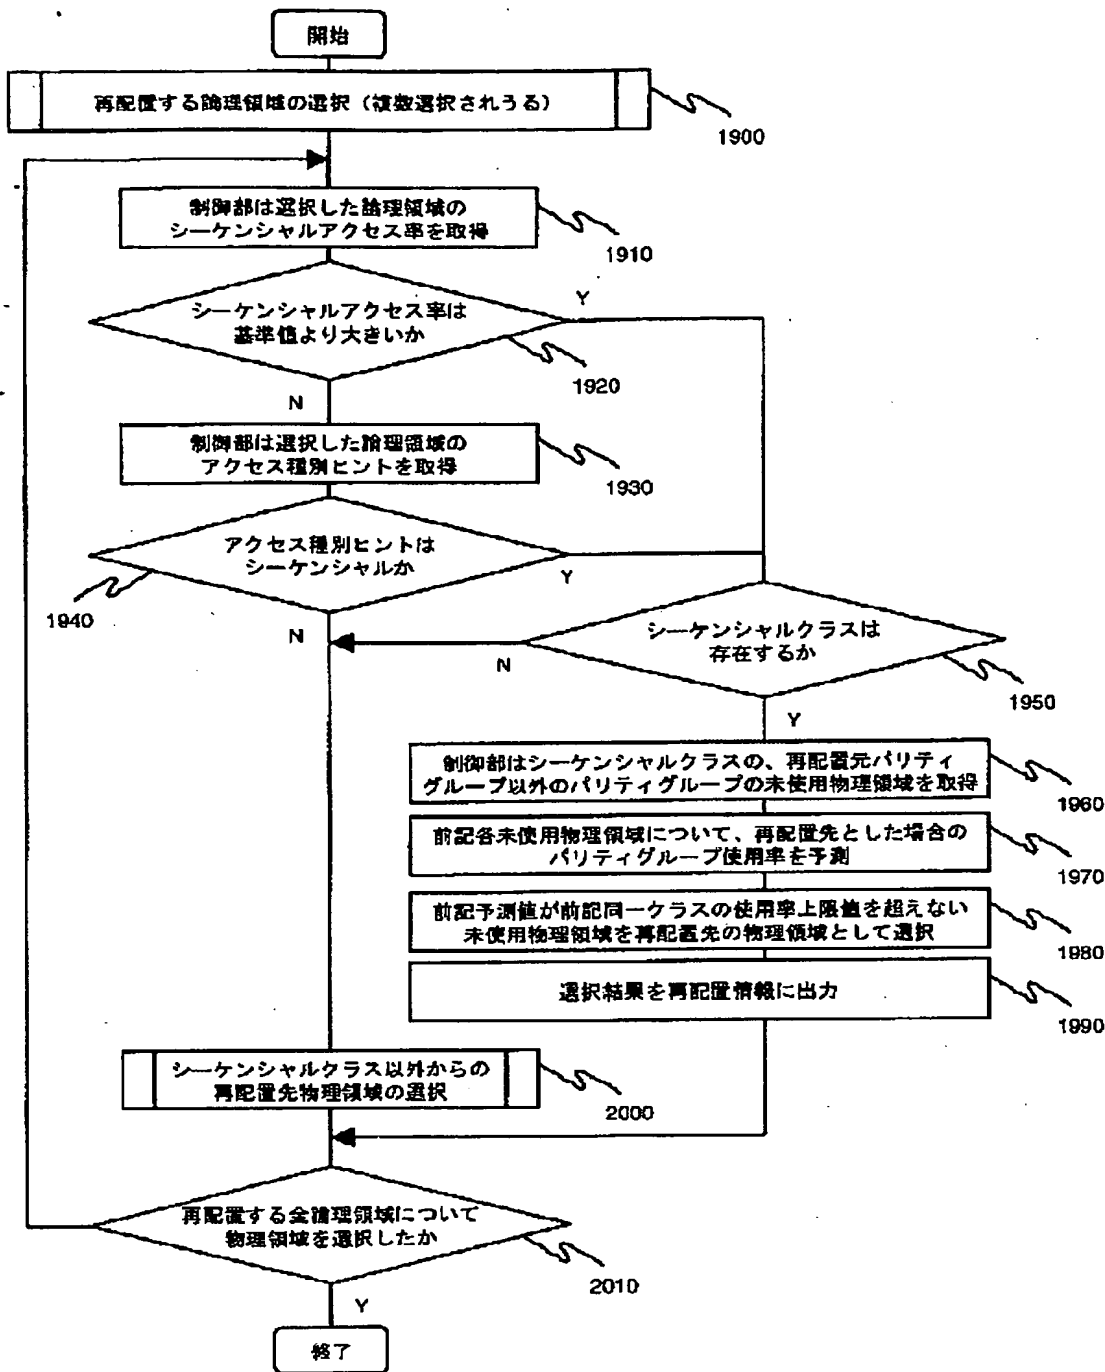 開始
再配置する論理領域の選択（複数選択されうる）
1900
制御部は選択した論理領域の
シーケンシャルアクセス率を取得
1910
シーケンシャルアクセス率は
基準値より大きいか
Y
1920
N
制御部は選択した論理領域の
アクセス種別ヒントを取得
1930
アクセス種別ヒントは
シーケンシャルか
Y
1940
N
シーケンシャルクラスは
存在するか
N
1950
Y
制御部はシーケンシャルクラスの、再配置元パリティ
グループ以外のパリティグループの未使用物理領域を取得
1960
前記各未使用物理領域について、再配置先とした場合の
パリティグループ使用率を予測
1970
前記予測値が前記同一クラスの使用率上限値を超えない
未使用物理領域を再配置先の物理領域として選択
1980
選択結果を再配置情報に出力
1990
シーケンシャルクラス以外からの
再配置先物理領域の選択
2000
再配置する全論理領域について
物理領域を選択したか
2010
Y
終了